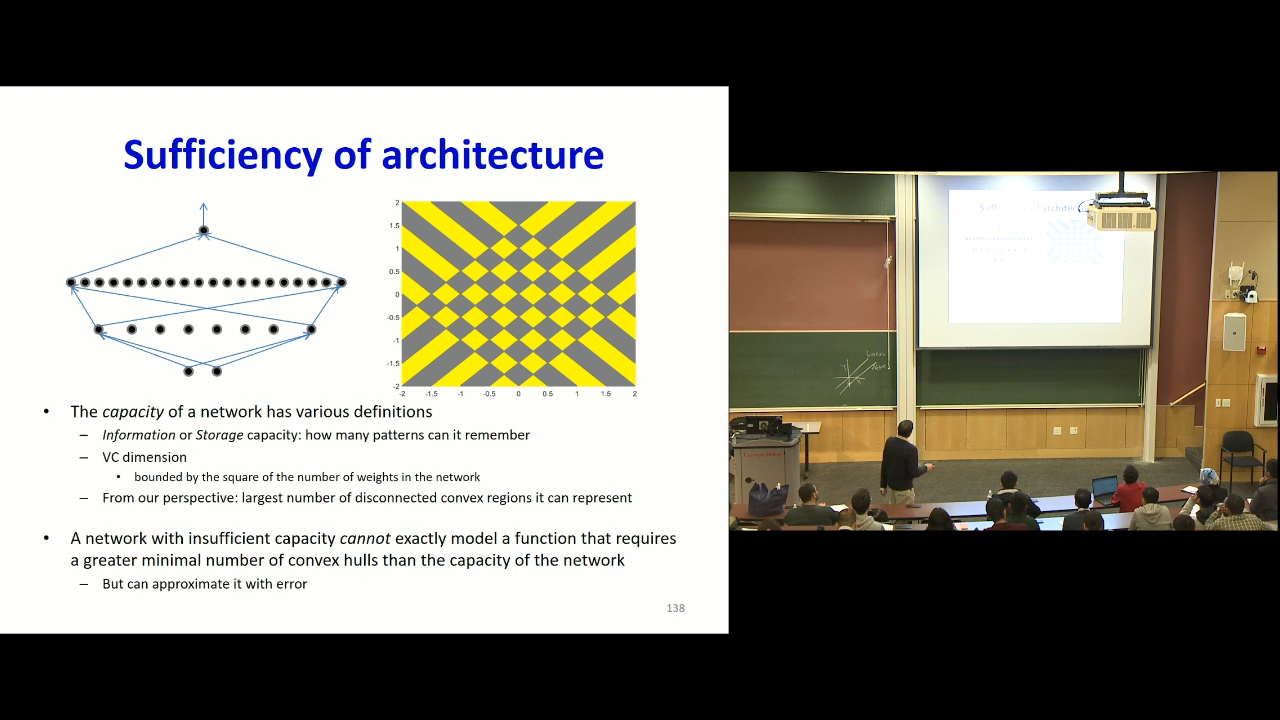 Sufficiency of architecture
2
1.5
1
0.5
0
-0.5
-1
-1.5
-2
-2 -1.5 -1 -0.5 0 0.5 1 1.5 2
• The capacity of a network has various definitions
– Information or Storage capacity: how many patterns can it remember
– VC dimension
• bounded by the square of the number of weights in the network
– From our perspective: largest number of disconnected convex regions it can represent
• A network with insufficient capacity cannot exactly model a function that requires
a greater minimal number of convex hulls than the capacity of the network
– But can approximate it with error
138
Carnegie Mellon